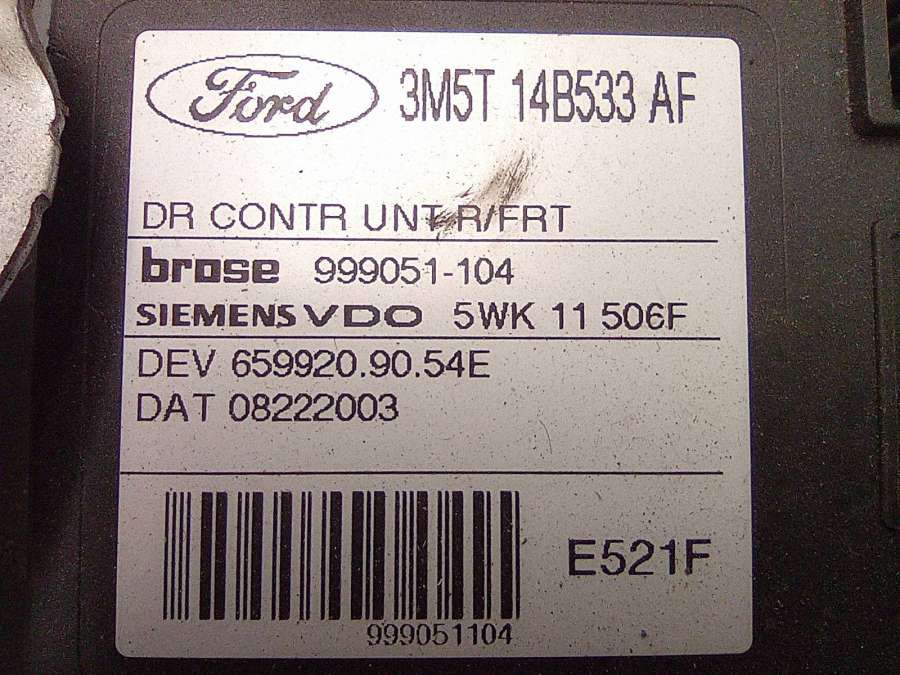 Ford 3M5T 14B533 AF
DR CONTR UNT R/FRT
brose 999051-104
SIEMENS VDO 5WK 11 506F
DEV 659920.90.54E
DAT 08222003
E521F
999051104